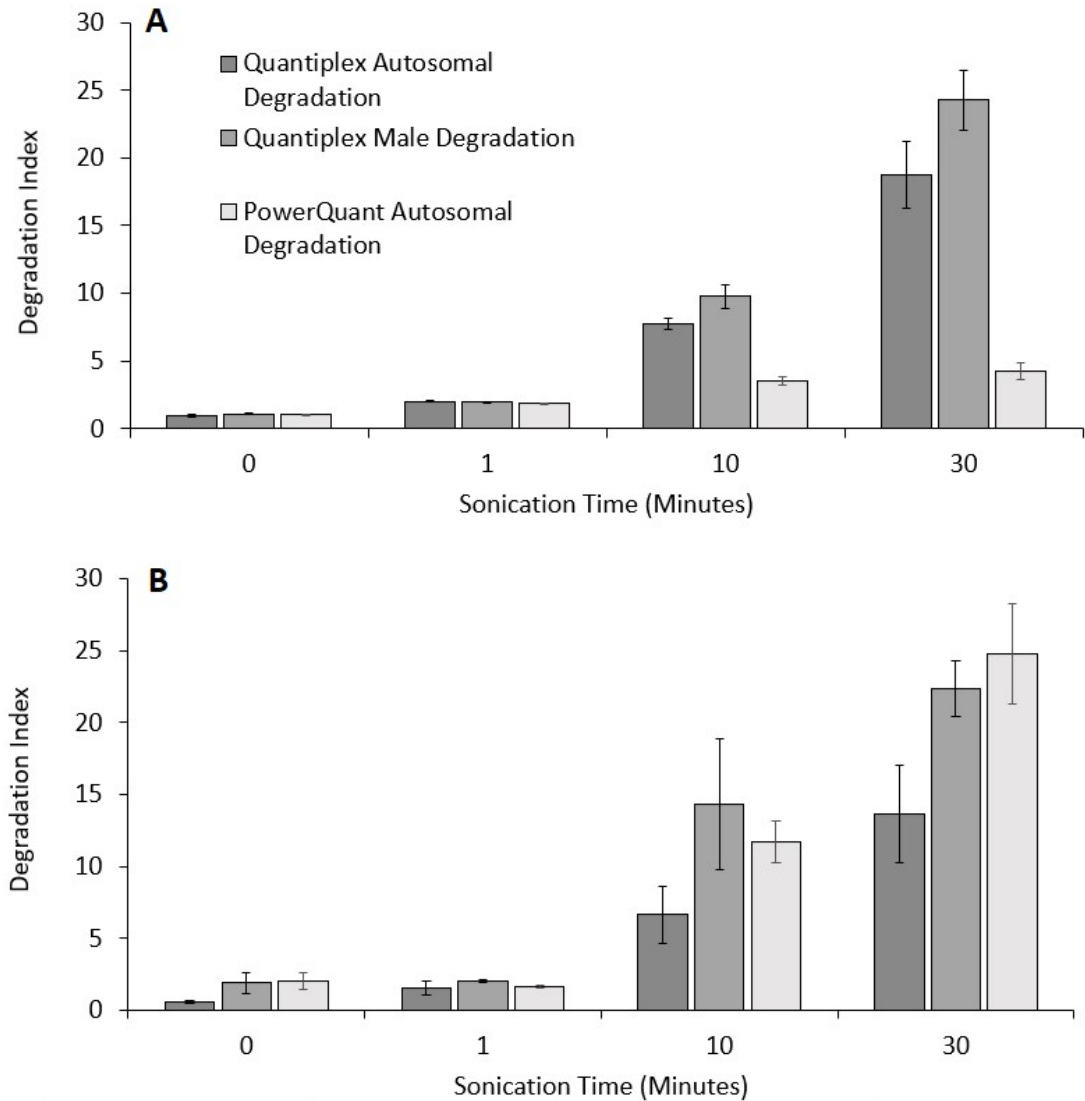 A
30
25
20
15
10
5
0
Degradation Index
Quantiplex Autosomal
Degradation
Quantiplex Male Degradation
PowerQuant Autosomal
Degradation
0 1 10 30
Sonication Time (Minutes)
B
30
25
20
15
10
5
0
Degradation Index
0 1 10 30
Sonication Time (Minutes)